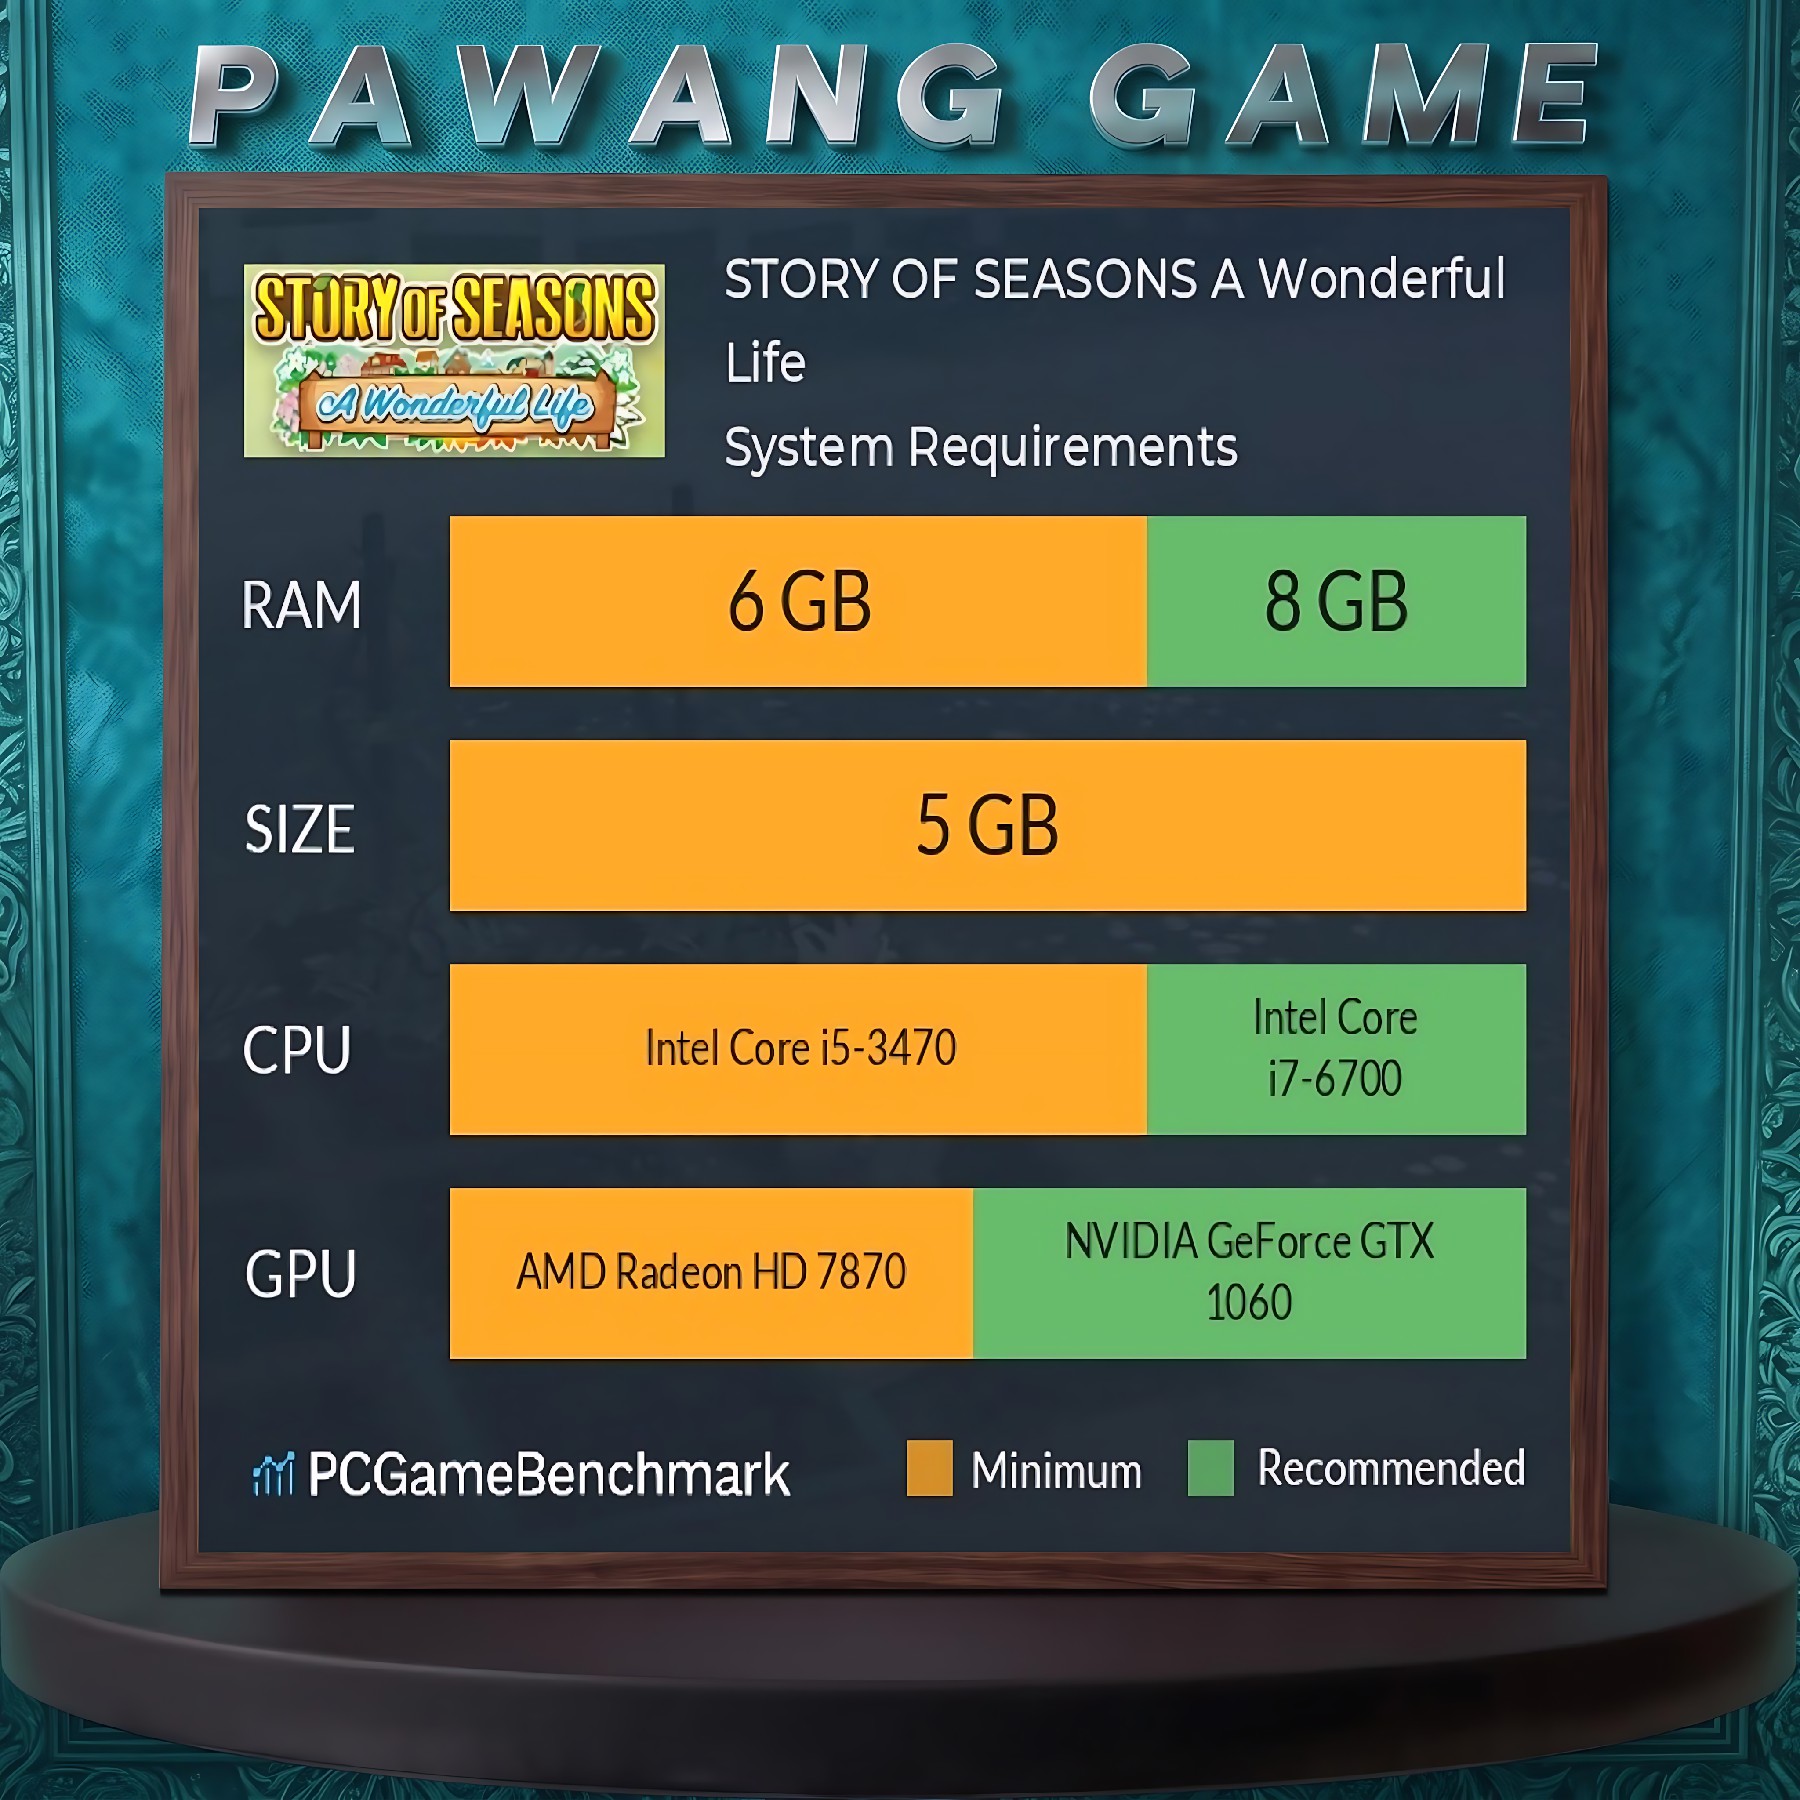 PAWANG GAME
STORY OF SEASONS
A Wonderful Life
STORY OF SEASONS A Wonderful
Life
System Requirements
RAM
6 GB
8 GB
SIZE
5 GB
CPU
Intel Core i5-3470
Intel Core
i7-6700
GPU
AMD Radeon HD 7870
NVIDIA GeForce GTX
1060
PCGameBenchmark
Minimum
Recommended